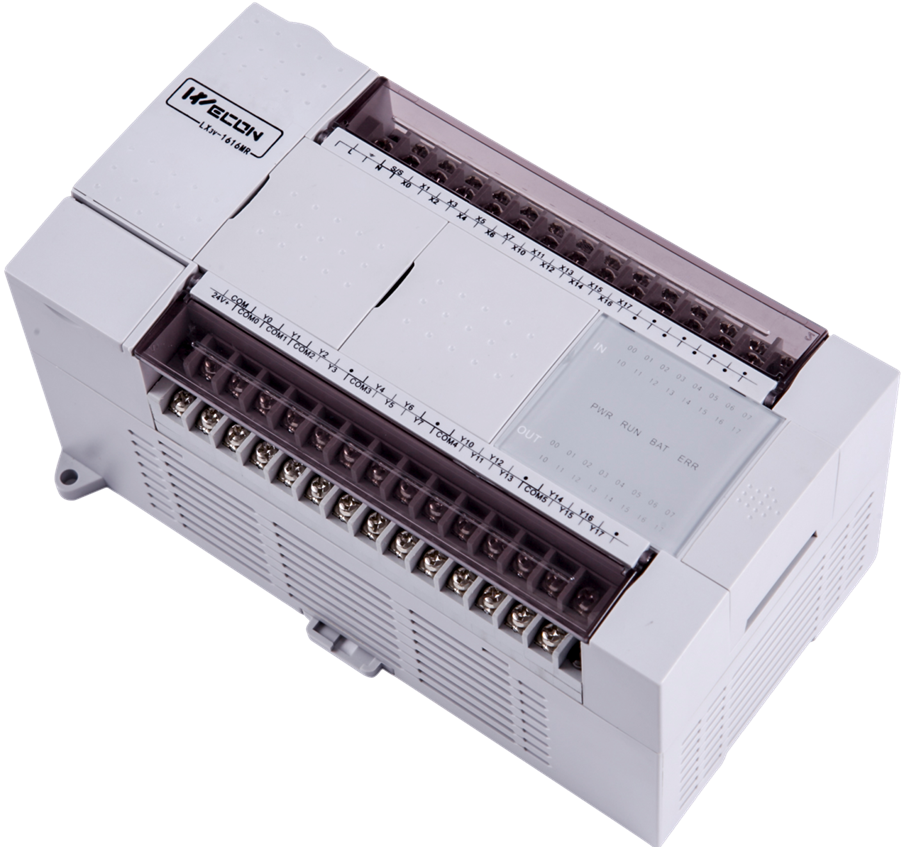 WECON
LX3V-1616MR
L N S/S X0 X1 X2 X3 X4 X5 X6 X7 X10 X11 X12 X13 X14 X15 X16 X17
24V+ COM COM0 Y0 COM1 Y1 COM2 Y2 Y3 COM3 Y4 Y5 Y6 Y7 COM4 Y10 Y11 Y12 Y13 COM5 Y14 Y15 Y16 Y17
IN
00 01 02 03 04 05 06 07
10 11 12 13 14 15 16 17
PWR RUN BAT ERR
OUT
00 01 02 03 04 05 06 07
10 11 12 13 14 15 16 17